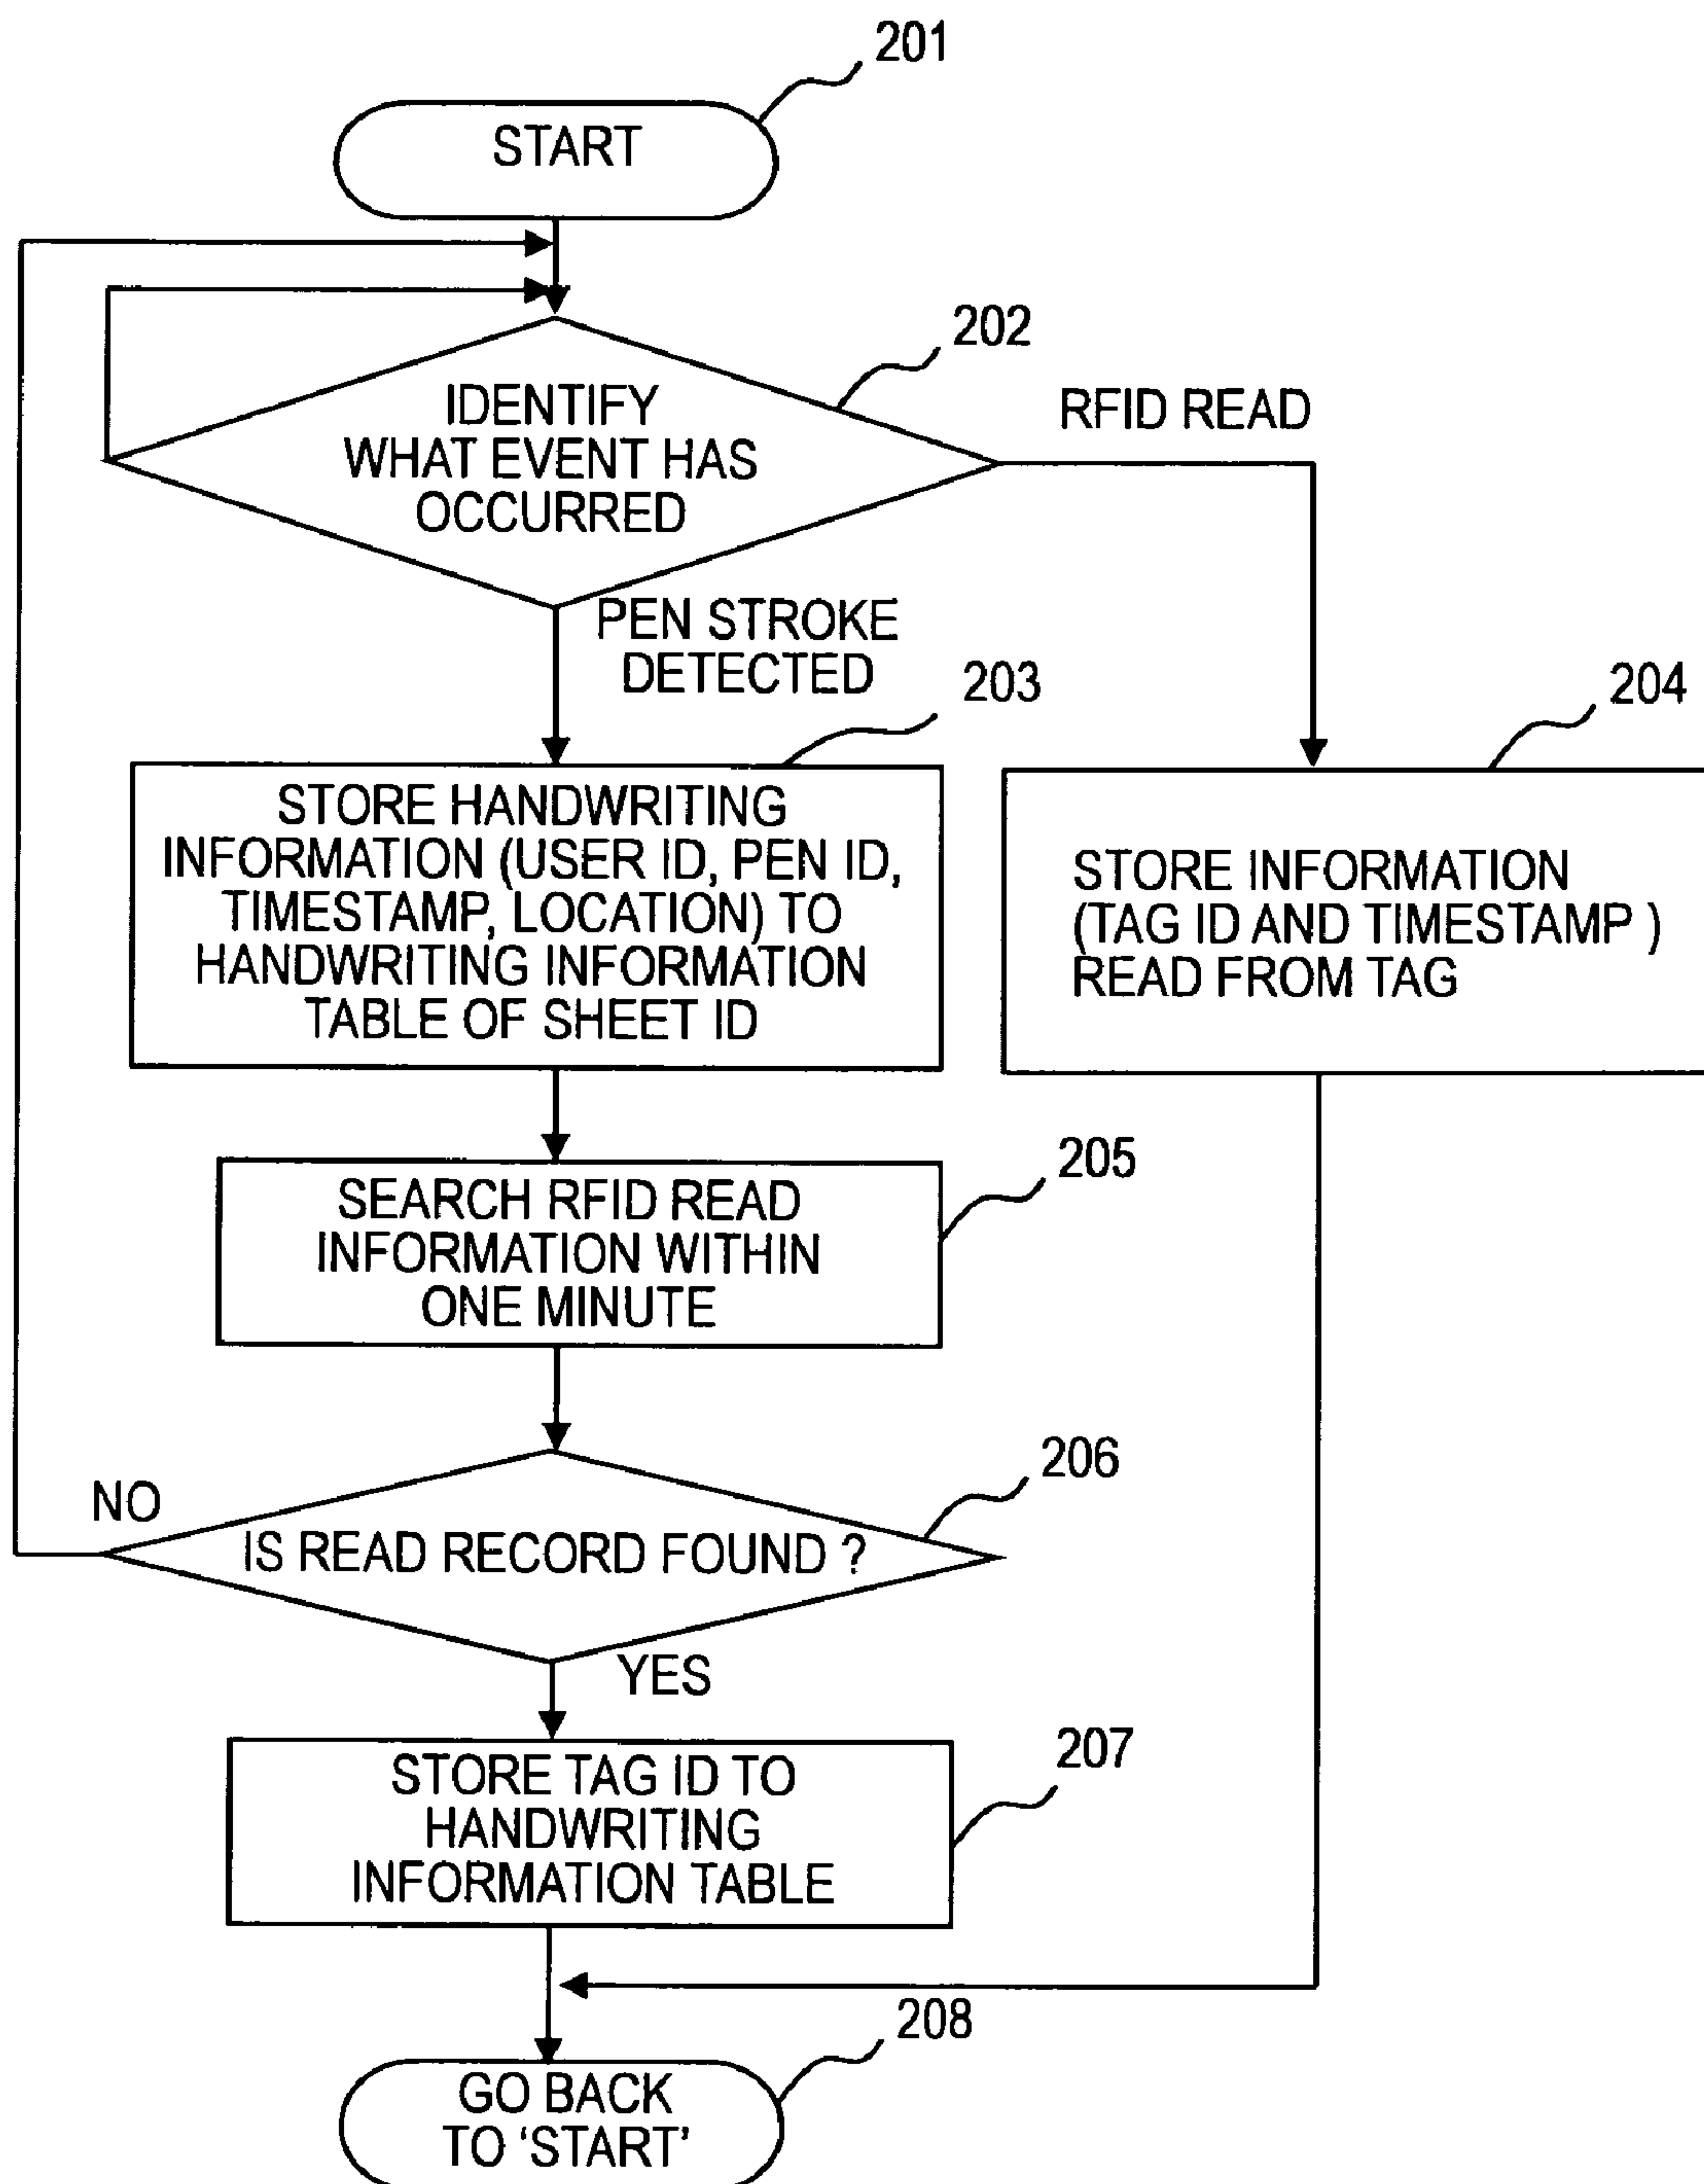 201
START
202
IDENTIFY
WHAT EVENT HAS
OCCURRED
RFID READ
PEN STROKE
DETECTED
203
STORE HANDWRITING
INFORMATION (USER ID, PEN ID,
TIMESTAMP, LOCATION) TO
HANDWRITING INFORMATION
TABLE OF SHEET ID
204
STORE INFORMATION
(TAG ID AND TIMESTAMP )
READ FROM TAG
205
SEARCH RFID READ
INFORMATION WITHIN
ONE MINUTE
206
NO
IS READ RECORD FOUND ?
YES
207
STORE TAG ID TO
HANDWRITING
INFORMATION TABLE
208
GO BACK
TO 'START'